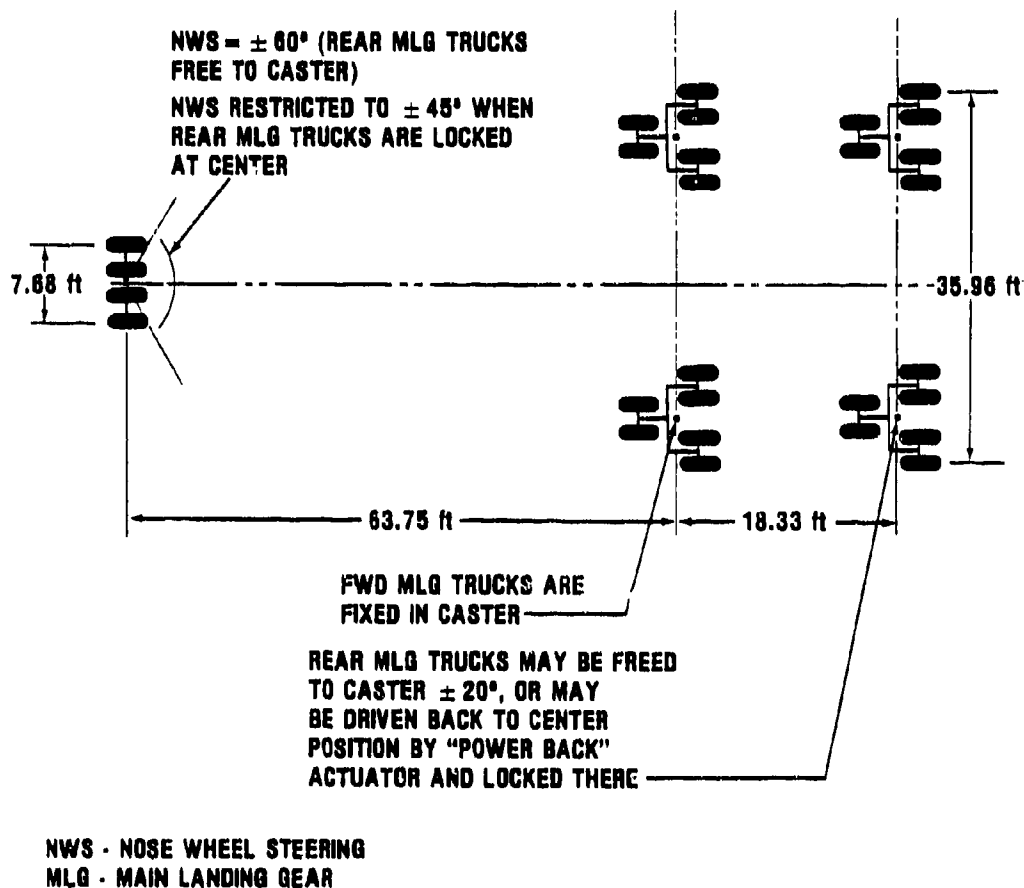 NWS = ± 60° (REAR MLG TRUCKS
FREE TO CASTER)
NWS RESTRICTED TO ± 45° WHEN
REAR MLG TRUCKS ARE LOCKED
AT CENTER
7.68 ft
35.96 ft
63.75 ft
18.33 ft
FWD MLG TRUCKS ARE
FIXED IN CASTER
REAR MLG TRUCKS MAY BE FREED
TO CASTER ± 20°, OR MAY
BE DRIVEN BACK TO CENTER
POSITION BY "POWER BACK"
ACTUATOR AND LOCKED THERE
NWS - NOSE WHEEL STEERING
MLG - MAIN LANDING GEAR